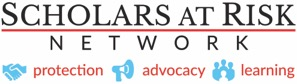 SCHOLARS AT RISK
NETWORK
protection advocacy learning